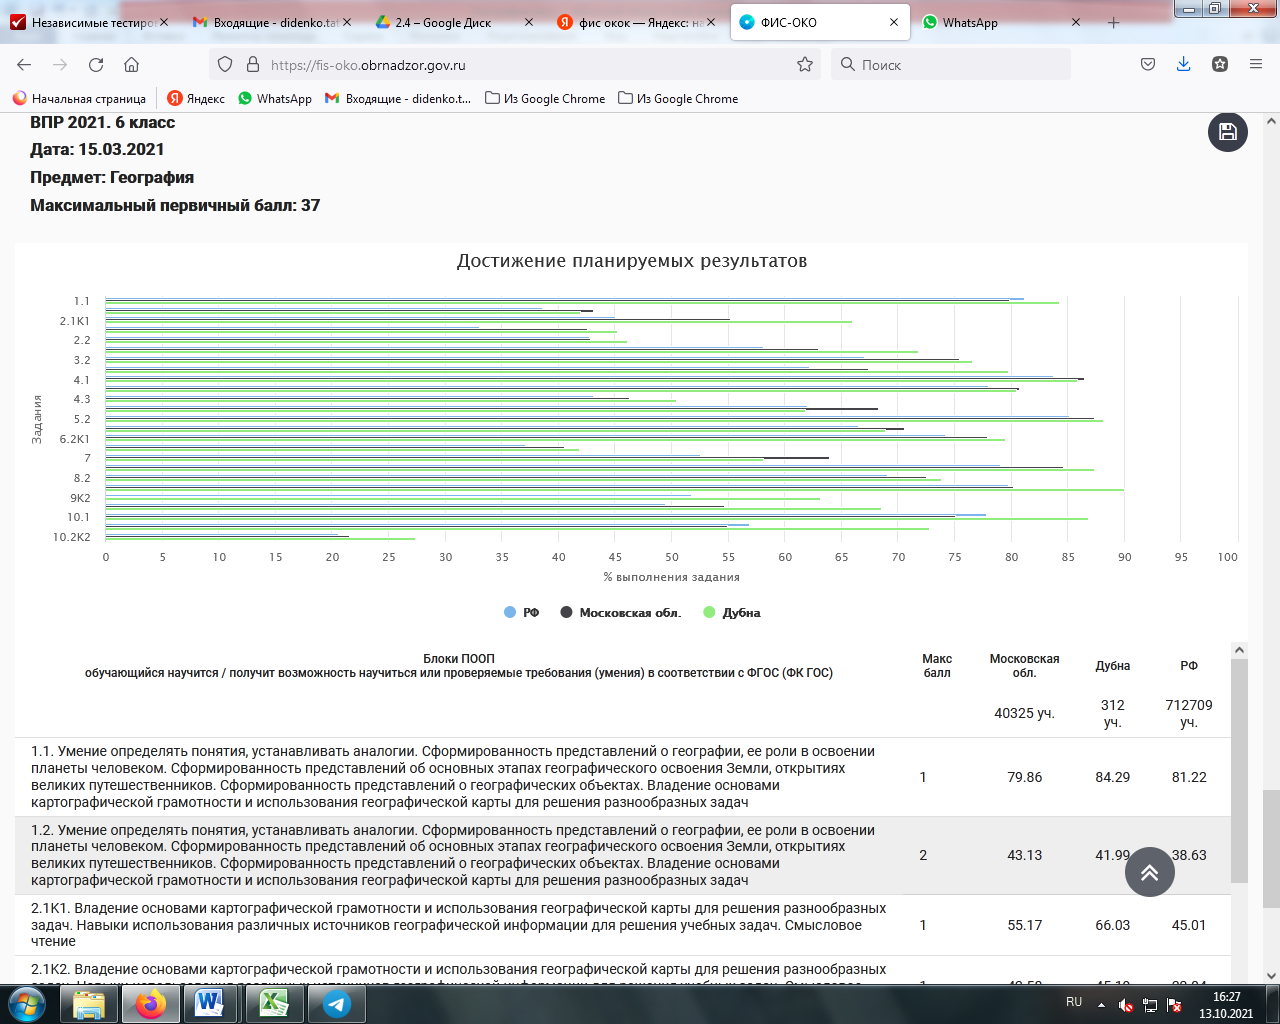 Независимые тестиров
Входящие - didenko.tat
2.4 – Google Диск
фис окок — Яндекс: на
ФИС-ОКО
WhatsApp
https://fis-oko.obrnadzor.gov.ru
Поиск
Начальная страница
Яндекс
WhatsApp
Входящие - didenko.t...
Из Google Chrome
Из Google Chrome
ВПР 2021. 6 класс
Дата: 15.03.2021
Предмет: География
Максимальный первичный балл: 37
Достижение планируемых результатов
Задания
1.1
2.1K1
2.2
3.2
4.1
4.3
5.2
6.2K1
7
8.2
9K2
10.1
10.2K2
0 5 10 15 20 25 30 35 40 45 50 55 60 65 70 75 80 85 90 95 100
% выполнения задания
РФ Московская обл. Дубна
Блоки ПООП
обучающийся научится / получит возможность научиться или проверяемые требования (умения) в соответствии с ФГОС (ФК ГОС)
Макс балл
Московская обл.
Дубна
РФ
40325 уч.
312 уч.
712709 уч.
1.1. Умение определять понятия, устанавливать аналогии. Сформированность представлений о географии, ее роли в освоении
планеты человеком. Сформированность представлений об основных этапах географического освоения Земли, открытиях
великих путешественников. Сформированность представлений о географических объектах. Владение основами
картографической грамотности и использования географической карты для решения разнообразных задач
1 79.86 84.29 81.22
1.2. Умение определять понятия, устанавливать аналогии. Сформированность представлений о географии, ее роли в освоении
планеты человеком. Сформированность представлений об основных этапах географического освоения Земли, открытиях
великих путешественников. Сформированность представлений о географических объектах. Владение основами
картографической грамотности и использования географической карты для решения разнообразных задач
2 43.13 41.99 38.63
2.1K1. Владение основами картографической грамотности и использования географической карты для решения разнообразных
задач. Навыки использования различных источников географической информации для решения учебных задач. Смысловое
чтение
1 55.17 66.03 45.01
2.1K2. Владение основами картографической грамотности и использования географической карты для решения разнообразных
RU
16:27
13.10.2021